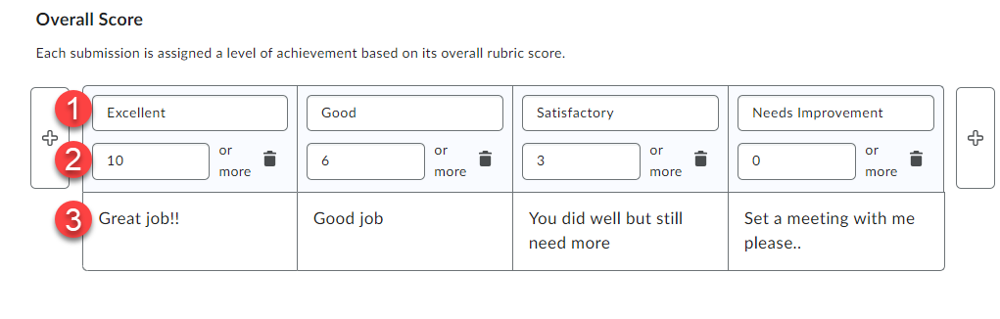 Overall Score
Each submission is assigned a level of achievement based on its overall rubric score.
1 Excellent Good Satisfactory Needs Improvement
2 10 or more 6 or more 3 or more 0 or more
3 Great job!! Good job You did well but still need more Set a meeting with me please..